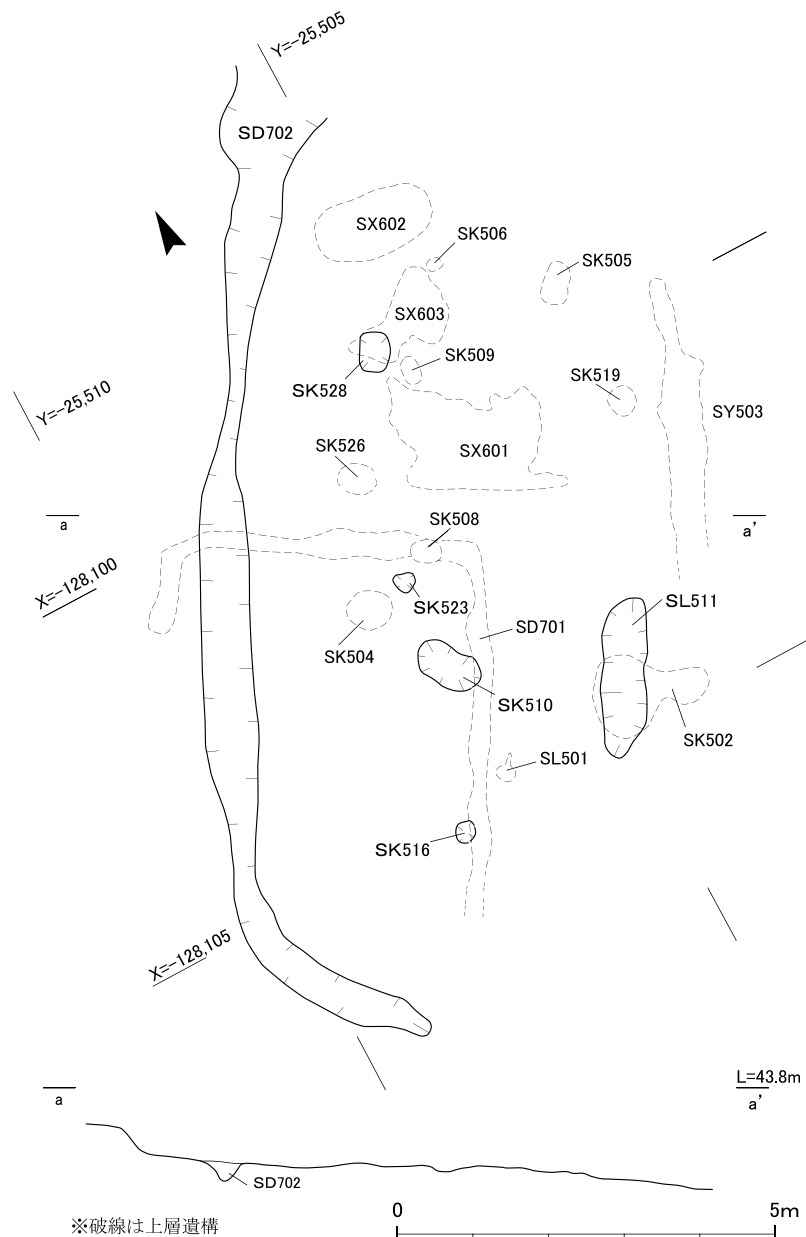 Y=-25,505
SD702
SX602
SK506
SK505
SX603
SK509
SK528
SK519
Y=-25,510
SY503
SK526
SX601
a
a'
SK508
X=-128,100
SK523
SL511
SD701
SK504
SK510
SK502
SL501
SK516
X=-128,105
L=43.8m
a
a'
SD702
※破線は上層遺構
0
5m